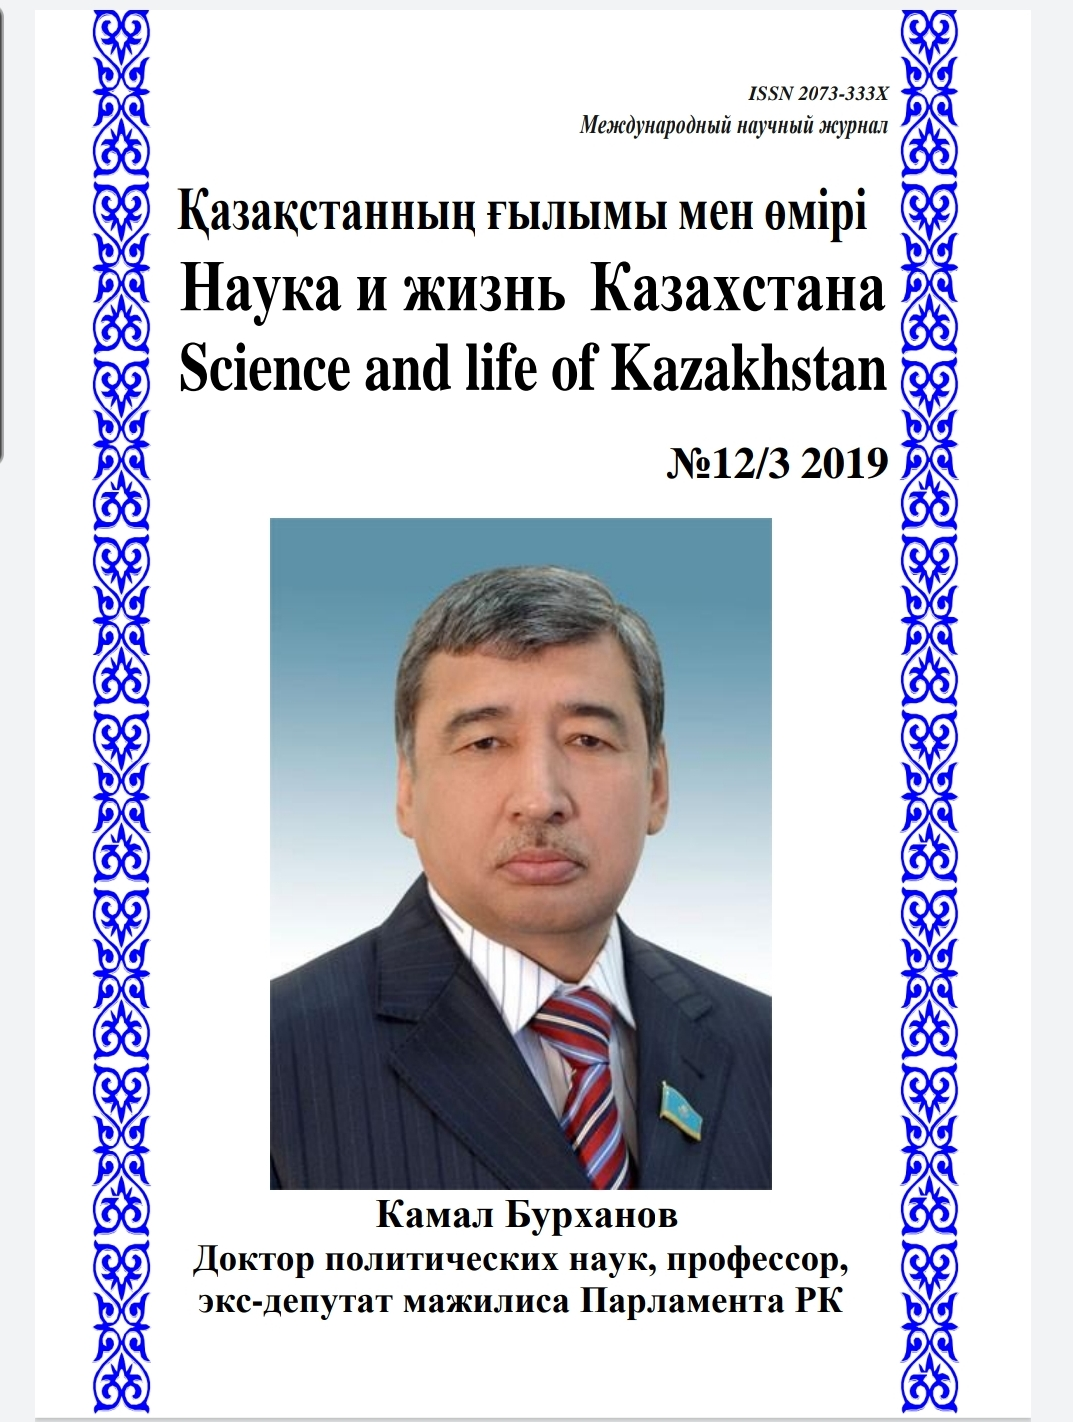 ISSN 2073-333X
Международный научный журнал
Қазақстанның ғылымы мен өмірі
Наука и жизнь Казахстана
Science and life of Kazakhstan
№12/3 2019
Камал Бурханов
Доктор политических наук, профессор,
экс-депутат мажилиса Парламента РК